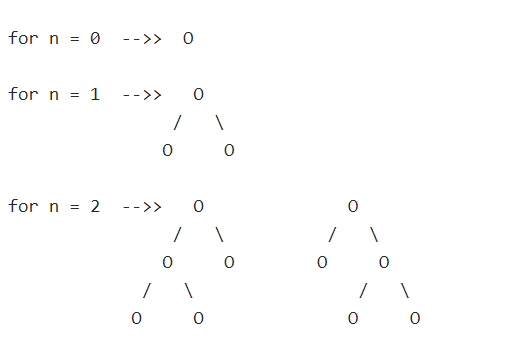 for n = 0  -->>  O
for n = 1  -->>   O
                /   \
               O     O
for n = 2  -->>   O              O
                /   \          /   \
               O     O        O     O
             /   \                /   \
            O     O              O     O